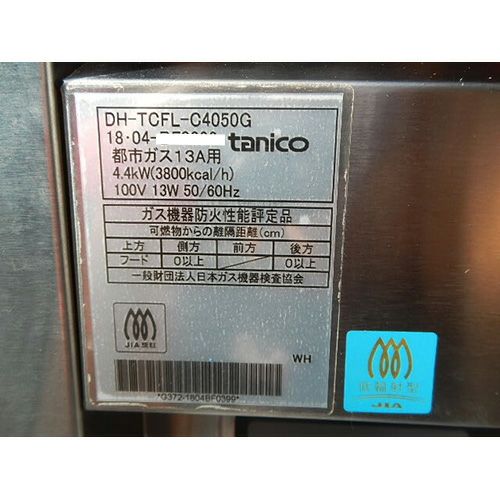 DH-TCFL-C4050G
18・04- tanico
都市ガス13A用
4.4kW(3800kcal/h)
100V 13W 50/60Hz
ガス機器防火性能評定品
可燃物からの離隔距離(cm)
上方 側方 前方 後方
フード 0以上 0以上
一般財団法人日本ガス機器検査協会
JIA
WH
低輻射型
JIA
*G372-1804BF0399*